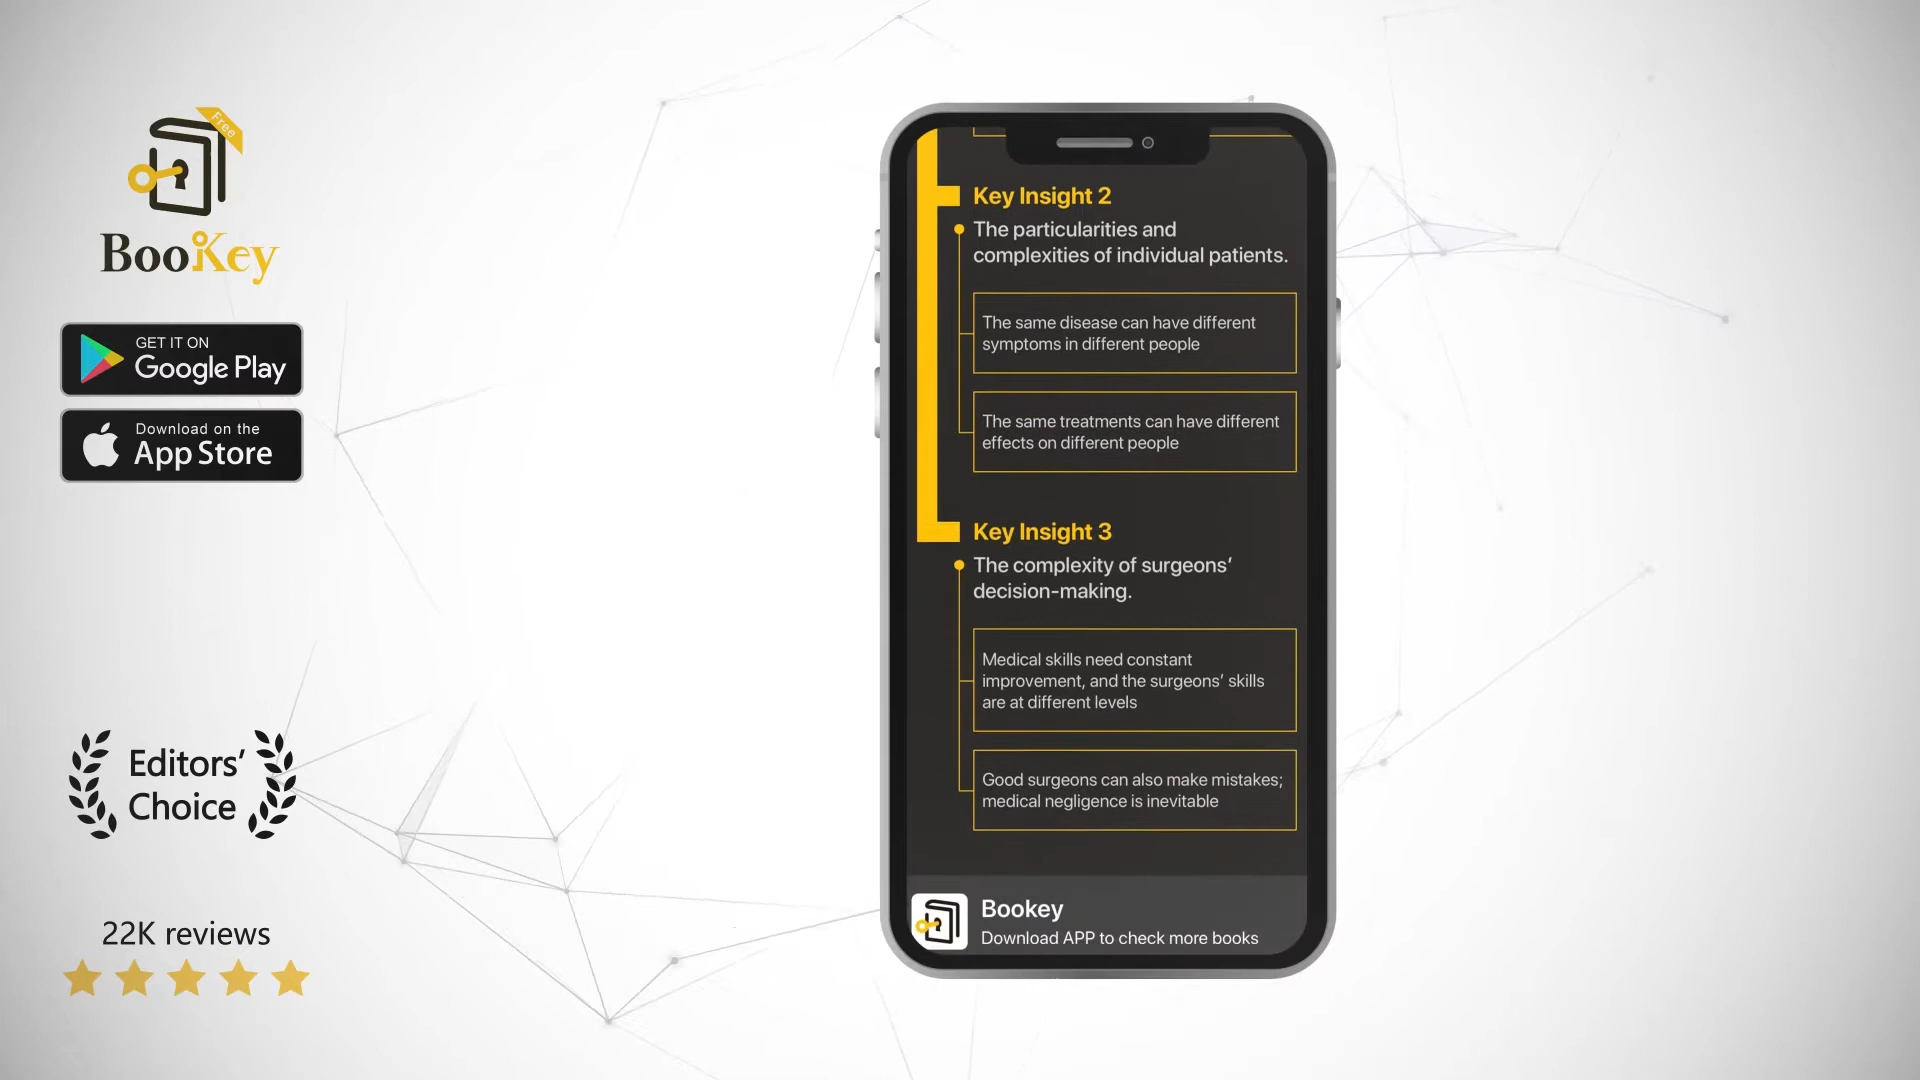 Free
BooKey
GET IT ON
Google Play
Download on the
App Store
Editors’
Choice
22K reviews
Key Insight 2
The particularities and
complexities of individual patients.
The same disease can have different
symptoms in different people
The same treatments can have different
effects on different people
Key Insight 3
The complexity of surgeons’
decision-making.
Medical skills need constant
improvement, and the surgeons’ skills
are at different levels
Good surgeons can also make mistakes;
medical negligence is inevitable
Bookey
Download APP to check more books